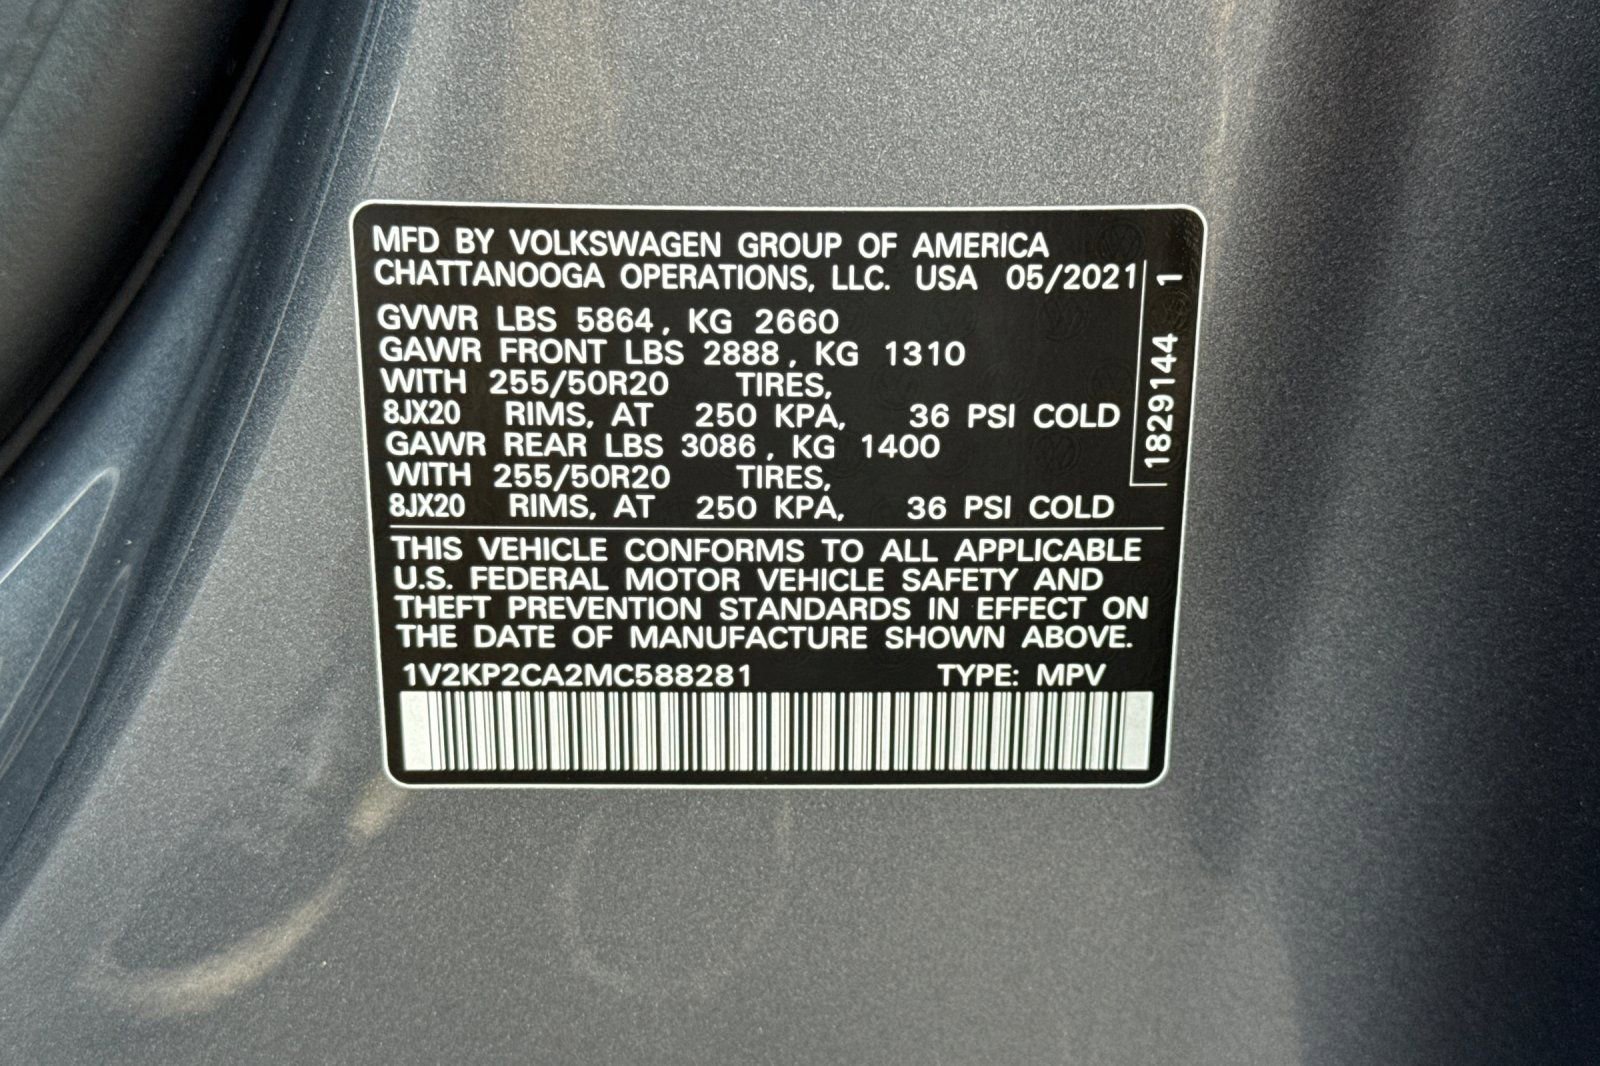 MFD BY VOLKSWAGEN GROUP OF AMERICA
CHATTANOOGA OPERATIONS, LLC. USA 05/2021
GVWR LBS 5864, KG 2660
GAWR FRONT LBS 2888, KG 1310
WITH 255/50R20 TIRES,
8JX20 RIMS, AT 250 KPA, 36 PSI COLD
GAWR REAR LBS 3086, KG 1400
WITH 255/50R20 TIRES,
8JX20 RIMS, AT 250 KPA, 36 PSI COLD
1829144 1
THIS VEHICLE CONFORMS TO ALL APPLICABLE
U.S. FEDERAL MOTOR VEHICLE SAFETY AND
THEFT PREVENTION STANDARDS IN EFFECT ON
THE DATE OF MANUFACTURE SHOWN ABOVE.
1V2KP2CA2MC588281 TYPE: MPV